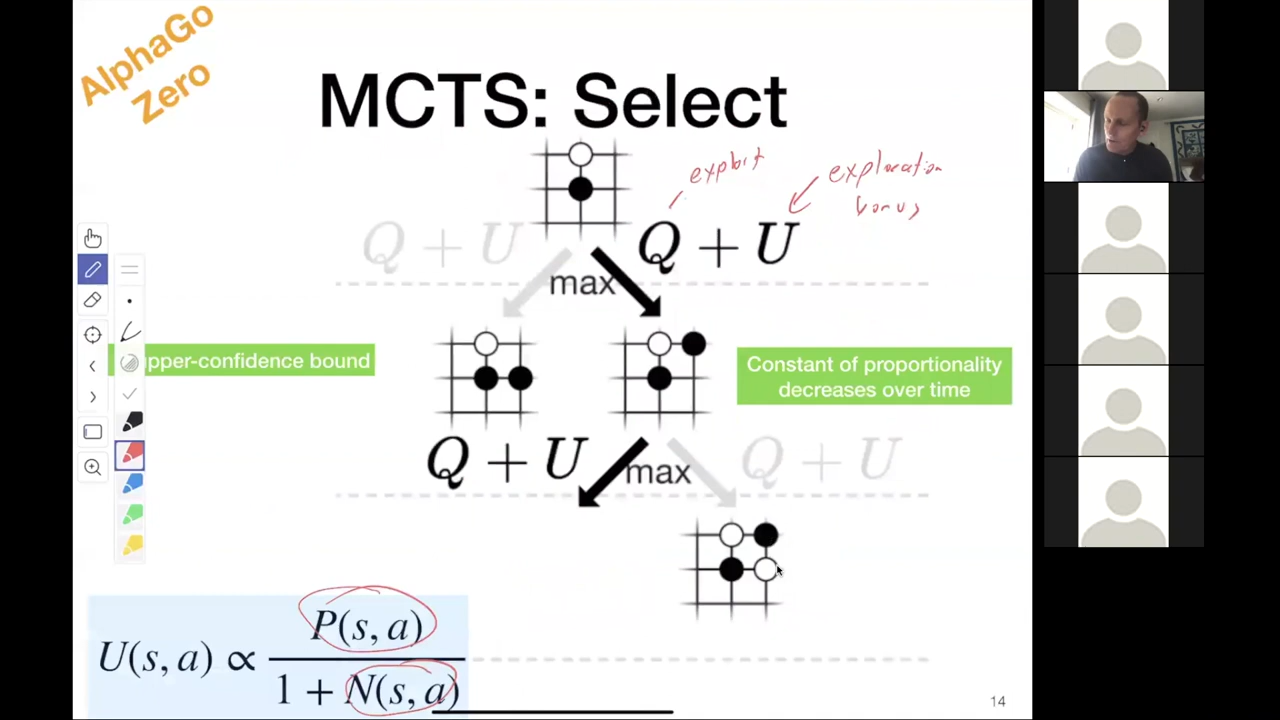 AlphaGo
Zero
MCTS: Select
exploit
exploration
bonus
Q + U
Q + U
max
upper-confidence bound
Constant of proportionality
decreases over time
Q + U
max
Q + U
U(s, a) ∝ P(s, a) / 1 + N(s, a)
14